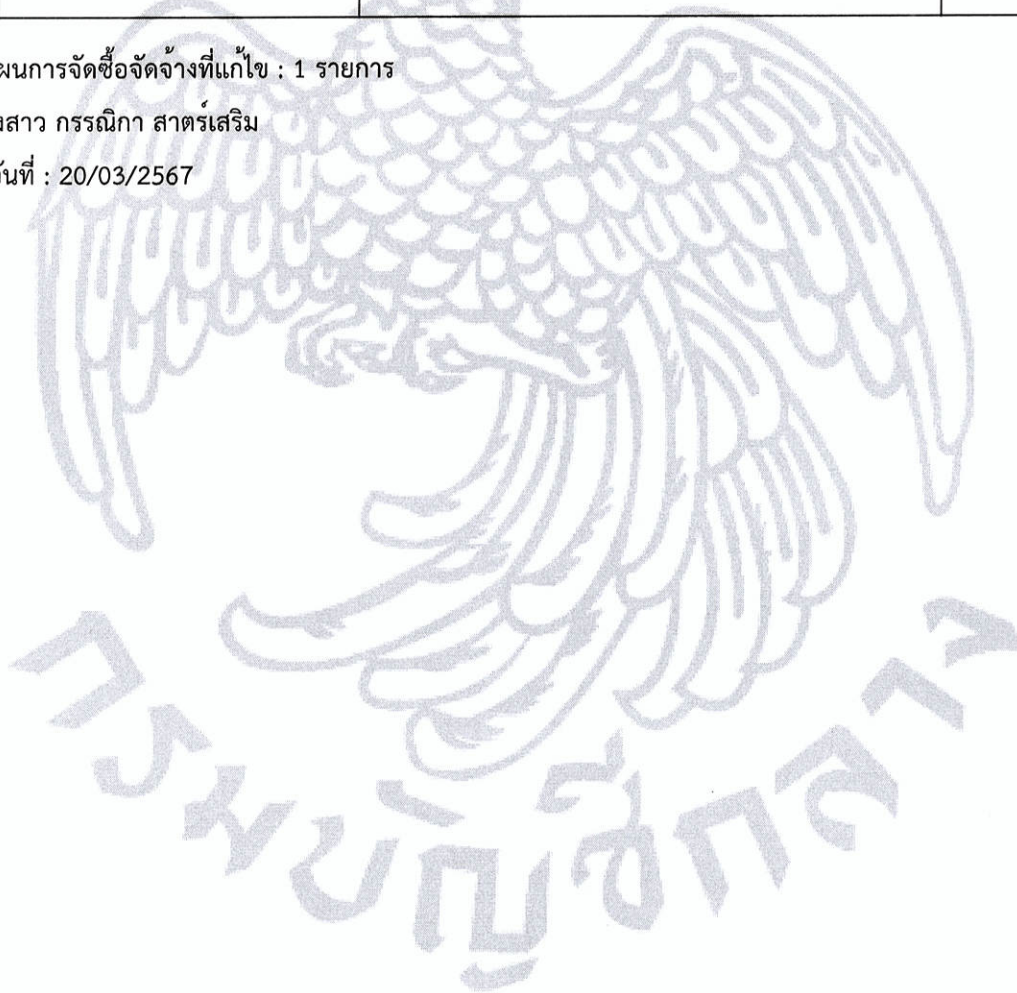 ผนการจัดซื้อจัดจ้างที่แก้ไข : 1 รายการ
งสาว กรรณิกา สาตร์เสริม
ันที่ : 20/03/2567
กรมบัญชีกลาง